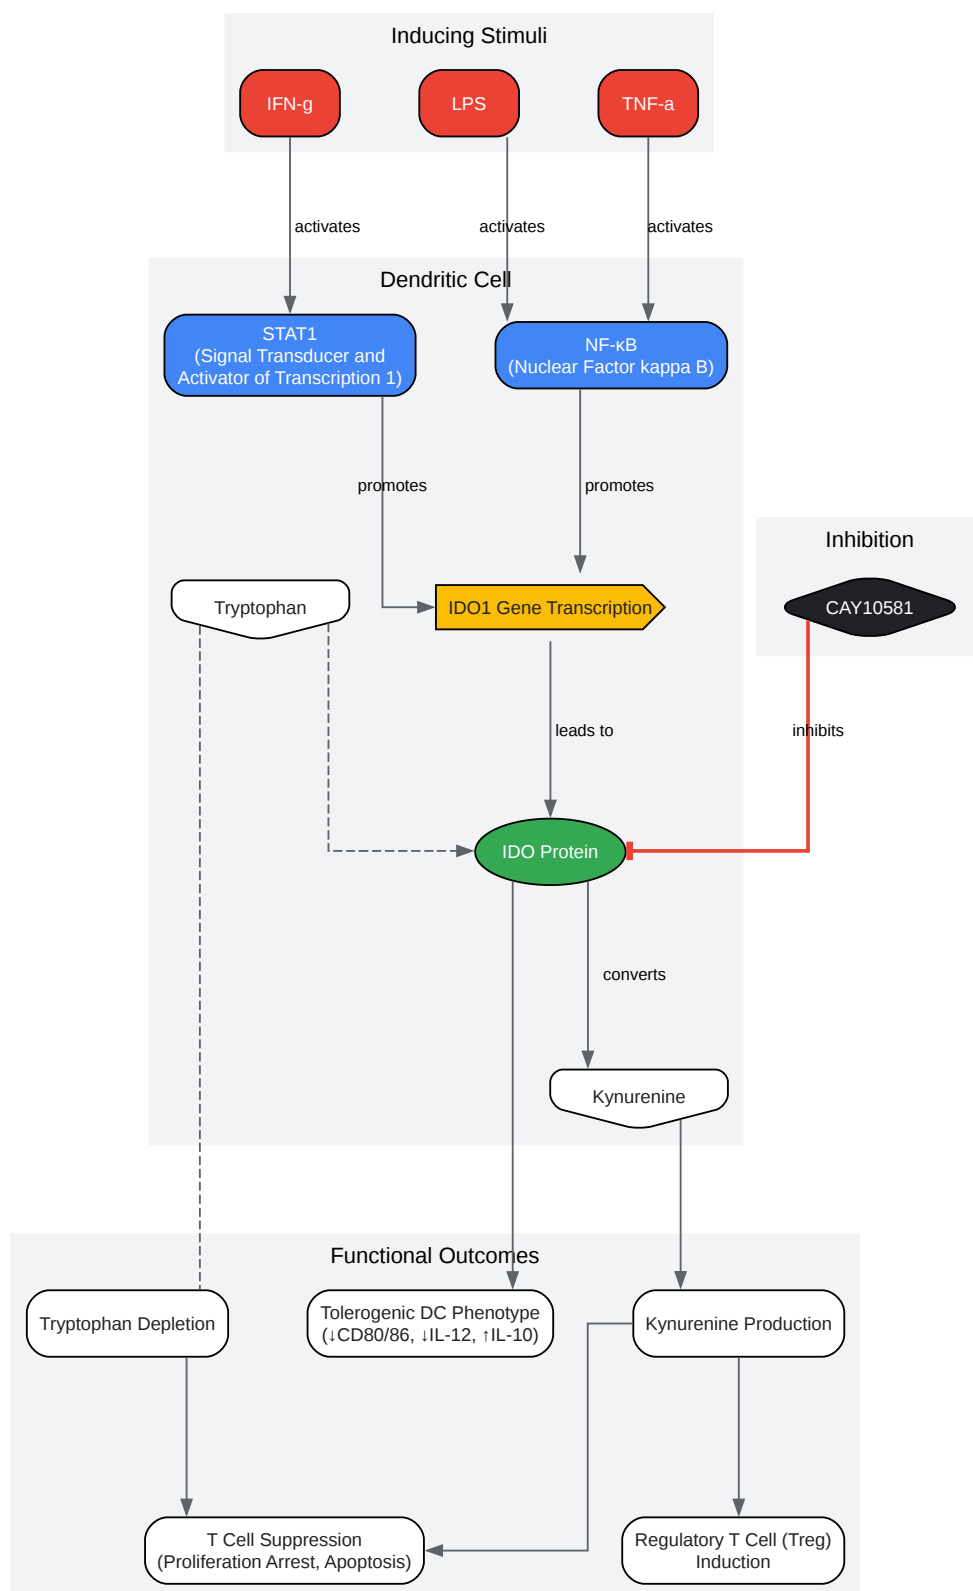 Inducing Stimuli
IFN-g
LPS
TNF-a
activates
activates
activates
Dendritic Cell
STAT1
(Signal Transducer and
Activator of Transcription 1)
NF-κB
(Nuclear Factor kappa B)
promotes
promotes
Inhibition
Tryptophan
IDO1 Gene Transcription
CAY10581
leads to
inhibits
IDO Protein
converts
Kynurenine
Functional Outcomes
Tryptophan Depletion
Tolerogenic DC Phenotype
(↓CD80/86, ↓IL-12, ↑IL-10)
Kynurenine Production
T Cell Suppression
(Proliferation Arrest, Apoptosis)
Regulatory T Cell (Treg)
Induction